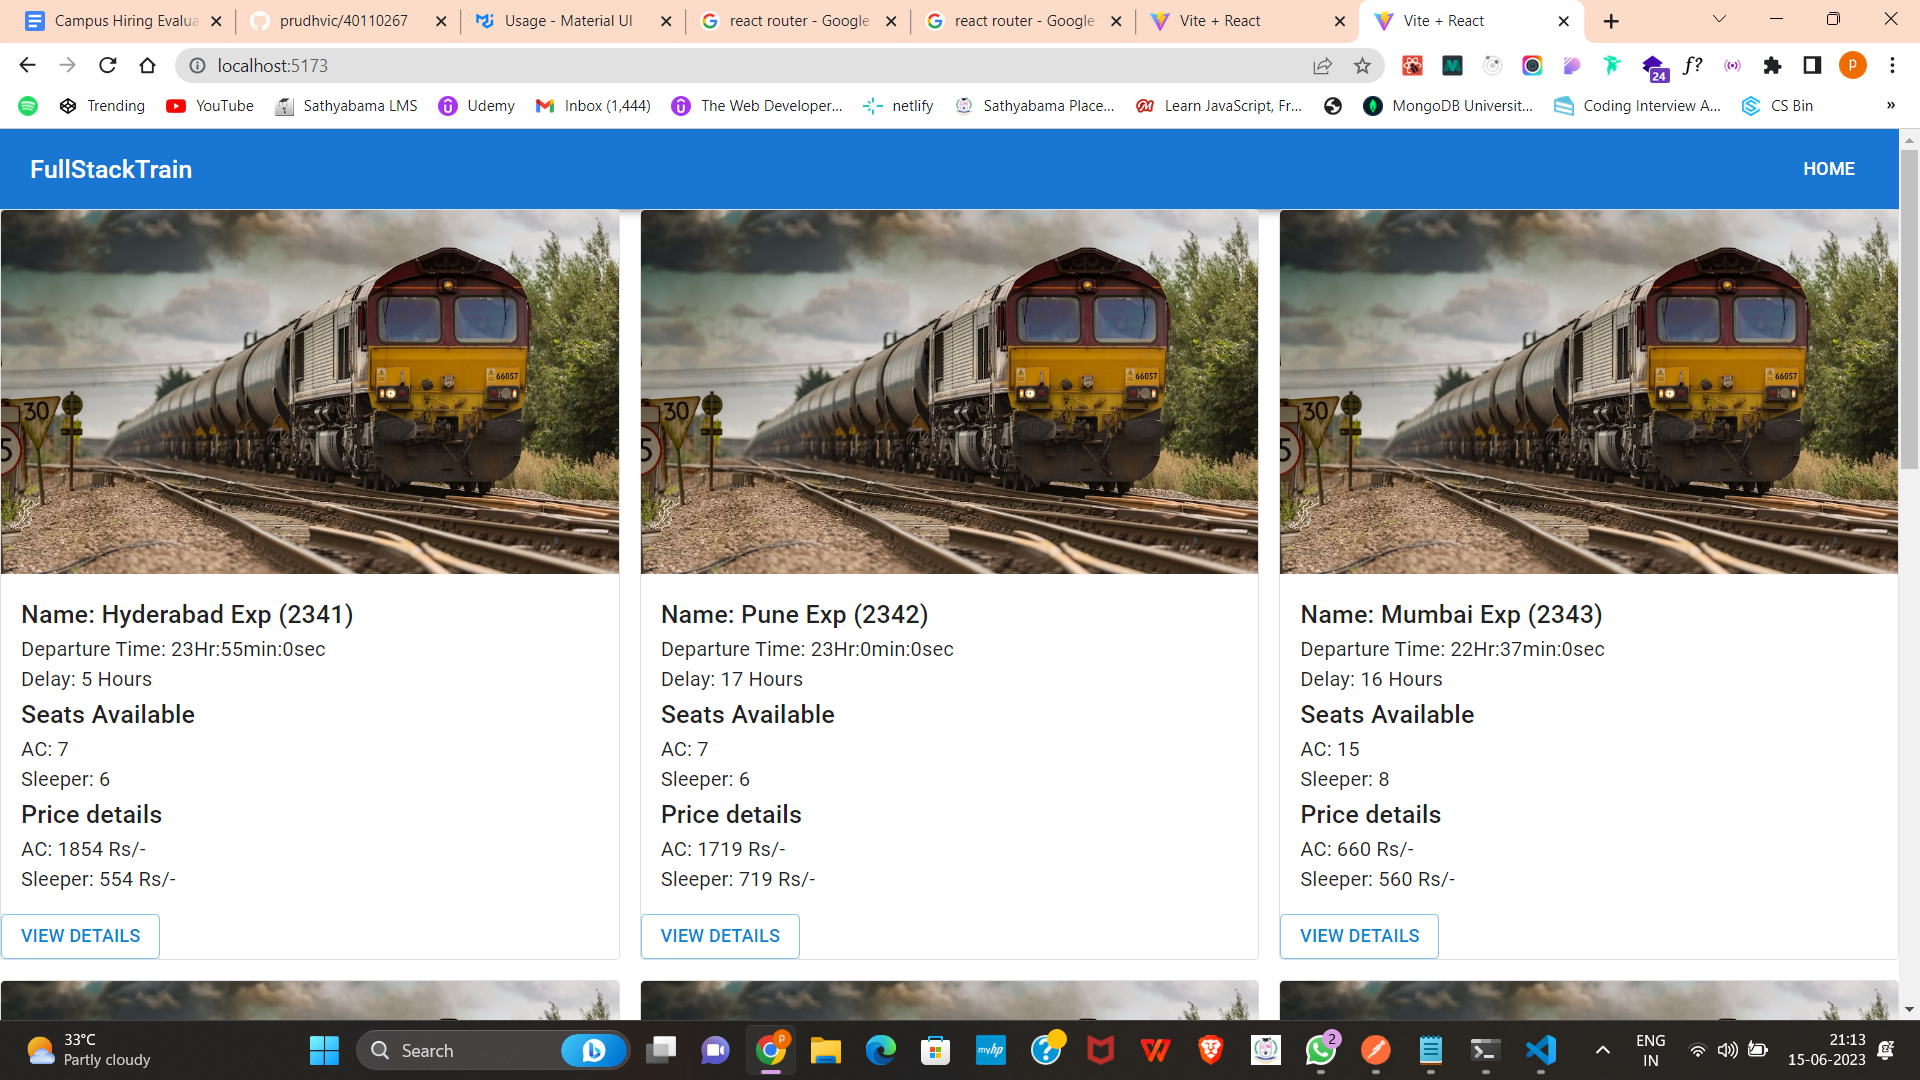 Campus Hiring Evalua
prudhvic/40110267
Usage - Material UI
react router - Google
react router - Google
Vite + React
Vite + React
localhost:5173
24
f?
P
Trending
YouTube
Sathyabama LMS
Udemy
Inbox (1,444)
The Web Developer...
netlify
Sathyabama Place...
Learn JavaScript, Fr...
MongoDB Universit...
Coding Interview A...
CS Bin
»
FullStackTrain
HOME
30
5
66057
30
5
66057
30
5
66057
Name: Hyderabad Exp (2341)
Departure Time: 23Hr:55min:0sec
Delay: 5 Hours
Seats Available
AC: 7
Sleeper: 6
Price details
AC: 1854 Rs/-
Sleeper: 554 Rs/-
VIEW DETAILS
Name: Pune Exp (2342)
Departure Time: 23Hr:0min:0sec
Delay: 17 Hours
Seats Available
AC: 7
Sleeper: 6
Price details
AC: 1719 Rs/-
Sleeper: 719 Rs/-
VIEW DETAILS
Name: Mumbai Exp (2343)
Departure Time: 22Hr:37min:0sec
Delay: 16 Hours
Seats Available
AC: 15
Sleeper: 8
Price details
AC: 660 Rs/-
Sleeper: 560 Rs/-
VIEW DETAILS
33°C
Partly cloudy
Search
P
myhp
?
2
ENG
IN
21:13
15-06-2023